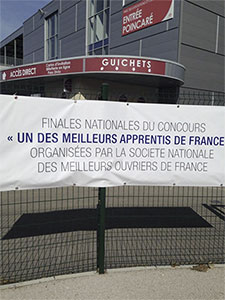 ENTRÉE
POINCARÉ
GUICHETS
ACCÈS DIRECT
FINALES NATIONALES DU CONCOURS
« UN DES MEILLEURS APPRENTIS DE FRANCE
ORGANISÉES PAR LA SOCIETE NATIONALE
DES MEILLEURS OUVRIERS DE FRANCE